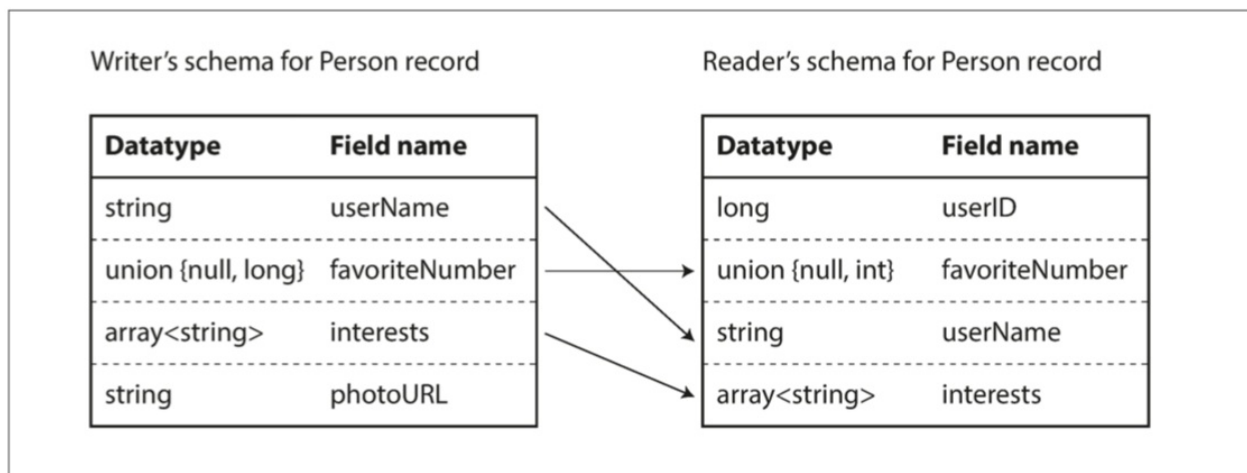 Writer’s schema for Person record
Datatype Field name
string userName
union {null, long} favoriteNumber
array<string> interests
string photoURL
Reader’s schema for Person record
Datatype Field name
long userID
union {null, int} favoriteNumber
string userName
array<string> interests